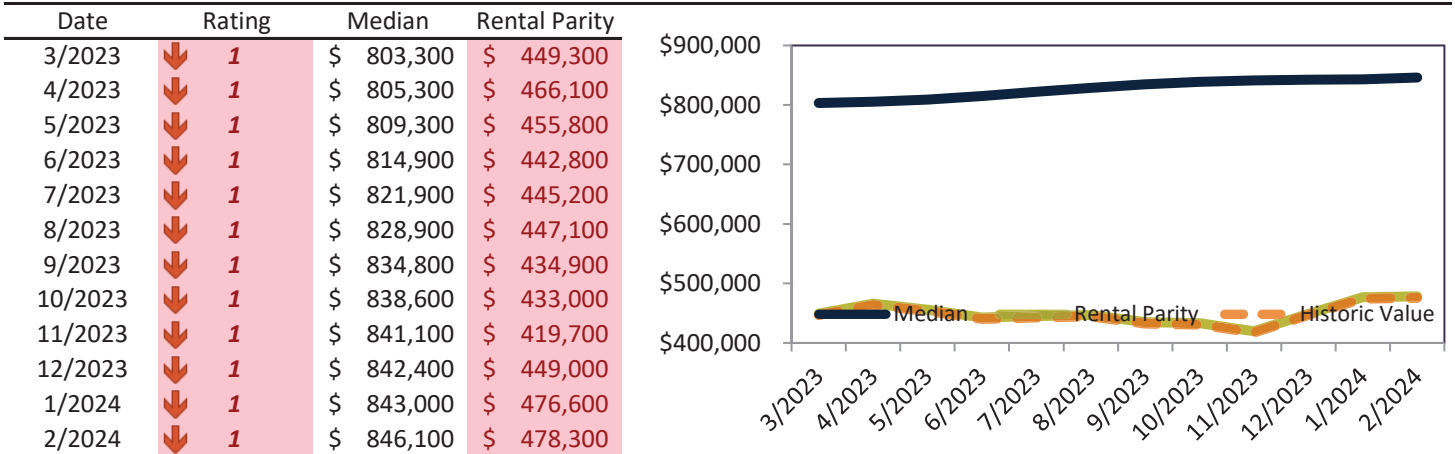 Date Rating Median Rental Parity
3/2023 1 $ 803,300 $ 449,300
4/2023 1 $ 805,300 $ 466,100
5/2023 1 $ 809,300 $ 455,800
6/2023 1 $ 814,900 $ 442,800
7/2023 1 $ 821,900 $ 445,200
8/2023 1 $ 828,900 $ 447,100
9/2023 1 $ 834,800 $ 434,900
10/2023 1 $ 838,600 $ 433,000
11/2023 1 $ 841,100 $ 419,700
12/2023 1 $ 842,400 $ 449,000
1/2024 1 $ 843,000 $ 476,600
2/2024 1 $ 846,100 $ 478,300
$900,000
$800,000
$700,000
$600,000
$500,000
$400,000
Median Rental Parity Historic Value
3/2023 4/2023 5/2023 6/2023 7/2023 8/2023 9/2023 10/2023 11/2023 12/2023 1/2024 2/2024